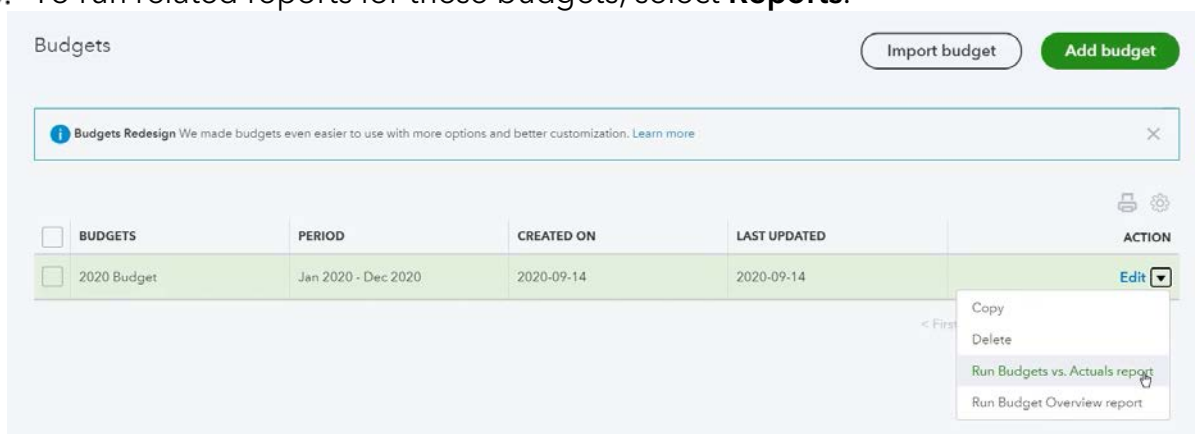 To run related reports for these budgets, select Reports.
Budgets
Import budget
Add budget
Budgets Redesign We made budgets even easier to use with more options and better customization. Learn more
BUDGETS PERIOD CREATED ON LAST UPDATED ACTION
2020 Budget Jan 2020 - Dec 2020 2020-09-14 2020-09-14 Edit
Copy
< First
Delete
Run Budgets vs. Actuals report
Run Budget Overview report